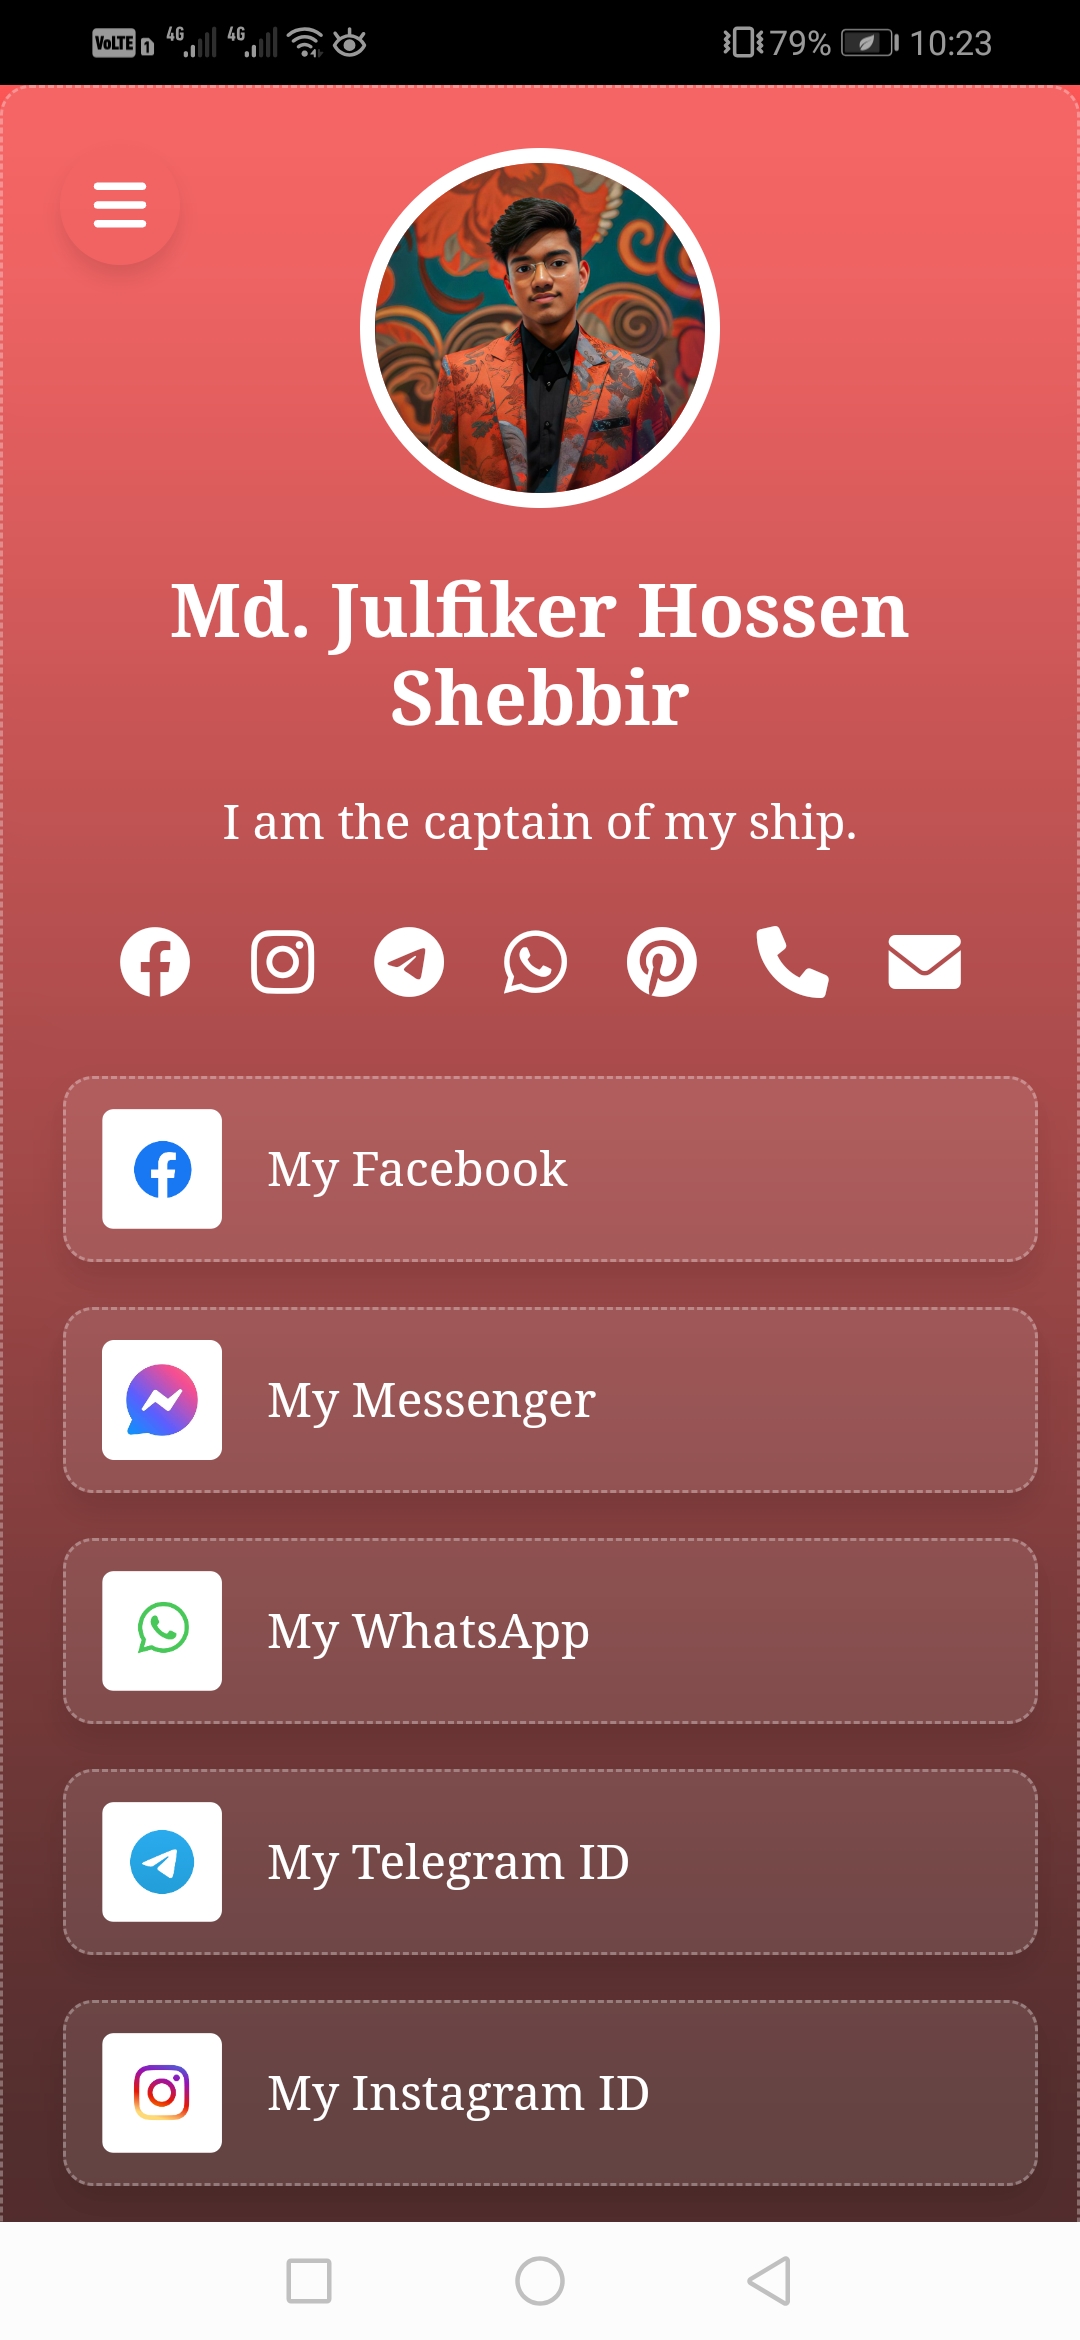 VoLTE 1 4G 4G 79% 10:23
Md. Julfiker Hossen
Shebbir
I am the captain of my ship.
My Facebook
My Messenger
My WhatsApp
My Telegram ID
My Instagram ID